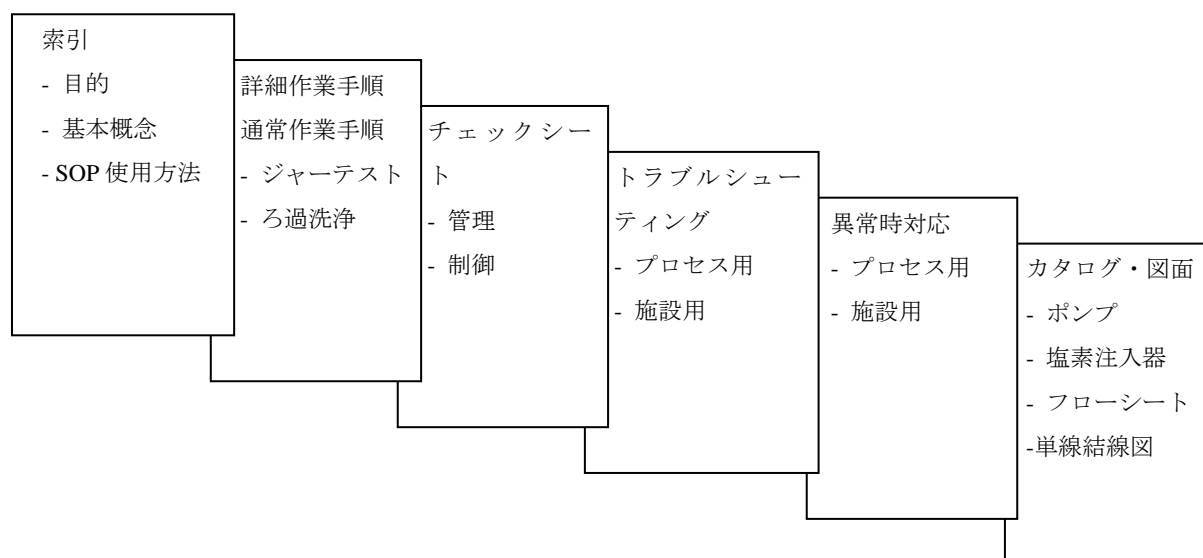 索引
- 目的
- 基本概念
- SOP 使用方法
詳細作業手順
通常作業手順
- ジャーテスト
- ろ過洗浄
チェックシー
ト
- 管理
- 制御
トラブルシュー
ティング
- プロセス用
- 施設用
異常時対応
- プロセス用
- 施設用
カタログ・図面
- ポンプ
- 塩素注入器
- フローシート
-単線結線図